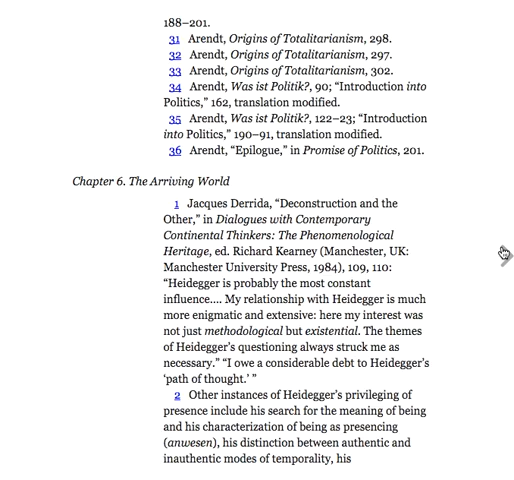 188–201.
31 Arendt, Origins of Totalitarianism, 298.
32 Arendt, Origins of Totalitarianism, 297.
33 Arendt, Origins of Totalitarianism, 302.
34 Arendt, Was ist Politik?, 90; “Introduction into
Politics,” 162, translation modified.
35 Arendt, Was ist Politik?, 122–23; “Introduction
into Politics,” 190–91, translation modified.
36 Arendt, “Epilogue,” in Promise of Politics, 201.
Chapter 6. The Arriving World
1 Jacques Derrida, “Deconstruction and the
Other,” in Dialogues with Contemporary
Continental Thinkers: The Phenomenological
Heritage, ed. Richard Kearney (Manchester, UK:
Manchester University Press, 1984), 109, 110:
“Heidegger is probably the most constant
influence.... My relationship with Heidegger is much
more enigmatic and extensive: here my interest was
not just methodological but existential. The themes
of Heidegger’s questioning always struck me as
necessary.” “I owe a considerable debt to Heidegger’s
‘path of thought.’ ”
2 Other instances of Heidegger’s privileging of
presence include his search for the meaning of being
and his characterization of being as presencing
(anwesen), his distinction between authentic and
inauthentic modes of temporality, his